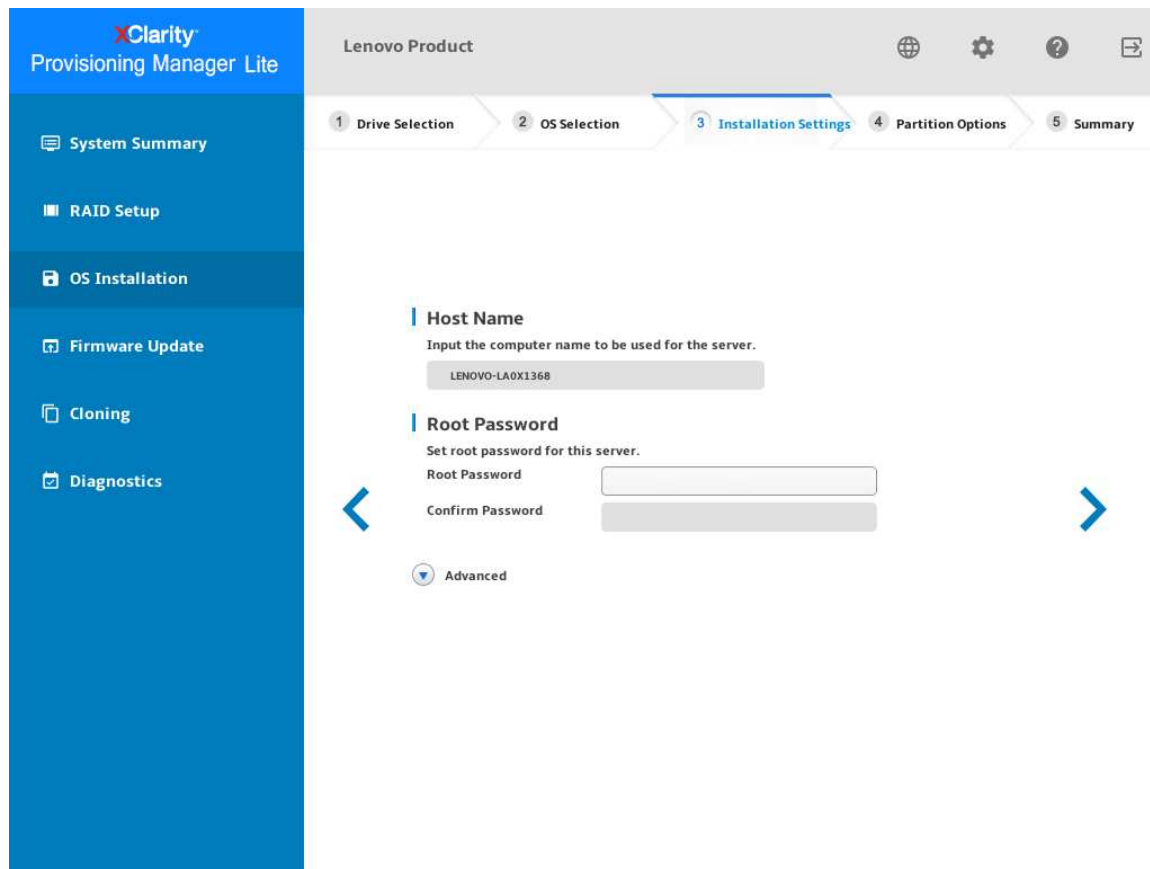 XClarity™
Provisioning Manager Lite
Lenovo Product
System Summary
RAID Setup
OS Installation
Firmware Update
Cloning
Diagnostics
1 Drive Selection
2 OS Selection
3 Installation Settings
4 Partition Options
5 Summary
Host Name
Input the computer name to be used for the server.
LENOVO-LA0X1368
Root Password
Set root password for this server.
Root Password
Confirm Password
Advanced